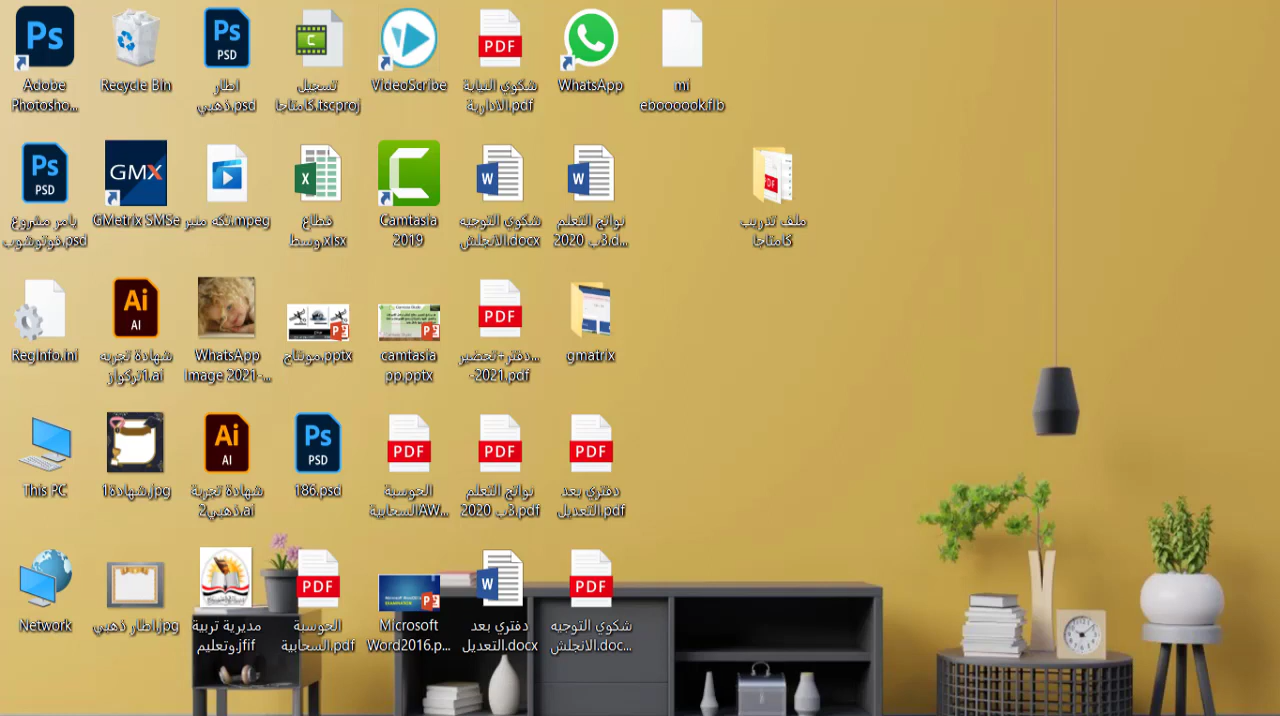 Adobe
Photosho...
Recycle Bin
اطار
ذهبي.psd
تسجيل
كامتاجا.tscproj
VideoScribe
شكوي النيابة
الادارية.pdf
WhatsApp
mi
eboooook.flb
يامر مشروع
فوتوشوب.psd
GMetrix SMSe
تكه منير.mpeg
قطاع
وسط.xlsx
Camtasia
2019
شكوي التوجيه
الانجلش.docx
نواتج التعلم
3ب 2020.d...
ملف تدريب
كامتاجا
RegInfo.ini
شهادة تجربه
1تركواز.ai
WhatsApp
Image 2021-...
مونتاج.pptx
camtasia
pp.pptx
دفتر+تحضير...
-2021.pdf
gmatrix
This PC
شهادة1.jpg
شهادة تجربة
ذهبي2.ai
186.psd
الحوسبة
السحابيةAW...
نواتج التعلم
3ب 2020.pdf
دفتري بعد
التعديل.pdf
Network
اطار ذهبي.jpg
مديرية تربية
وتعليم.jfif
الحوسبة
السحابية.pdf
Microsoft
Word2016.p...
دفتري بعد
التعديل.docx
شكوي التوجيه
الانجلش.doc...